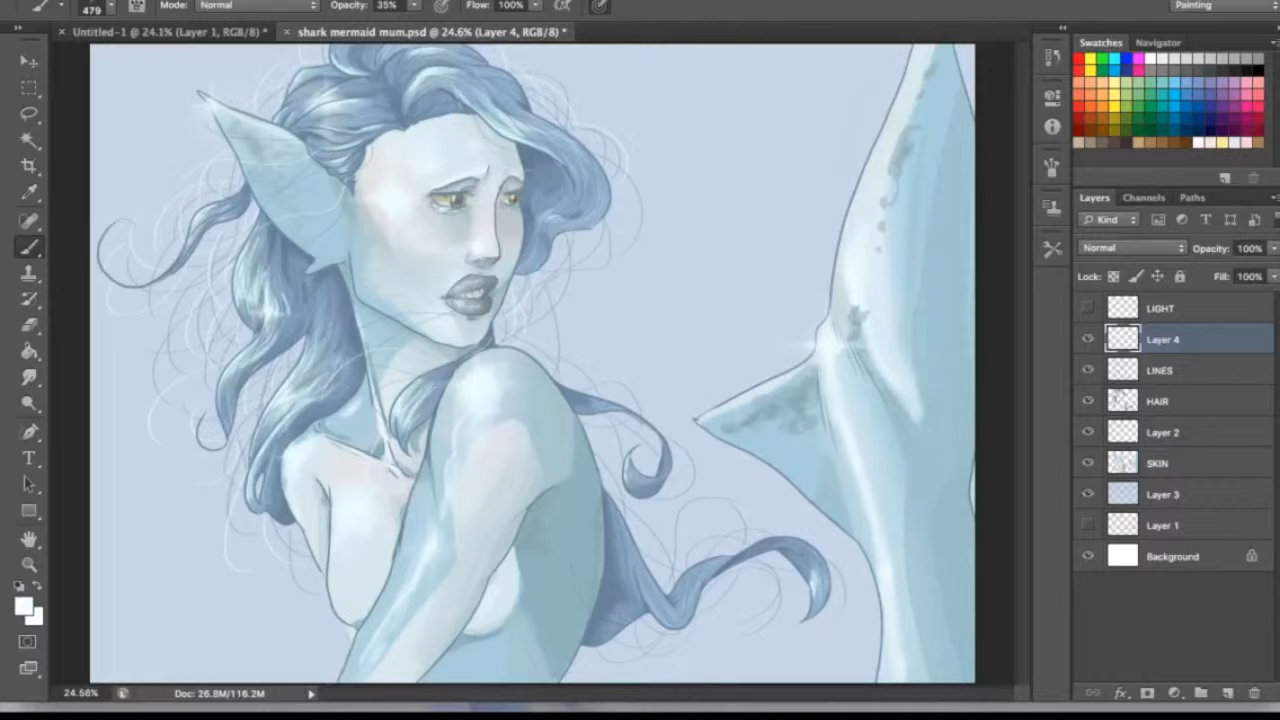 479 Mode: Normal Opacity: 35% Flow: 100% Painting
Untitled-1 @ 24.1% (Layer 1, RGB/8) * shark mermaid mum.psd @ 24.6% (Layer 4, RGB/8) *
Swatches Navigator
Layers Channels Paths
Kind
Normal Opacity: 100%
Lock: Fill: 100%
LIGHT
Layer 4
LINES
HAIR
Layer 2
SKIN
Layer 3
Layer 1
Background
24.58% Doc: 26.8M/116.2M